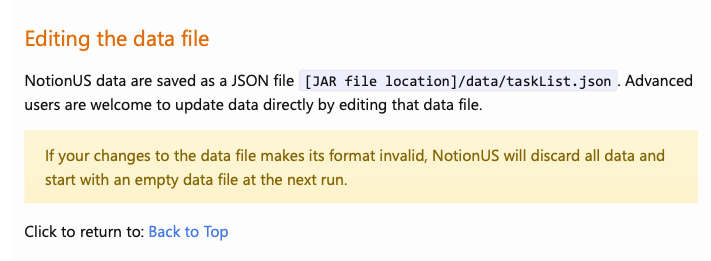 Editing the data file
NotionUS data are saved as a JSON file [JAR file location]/data/taskList.json. Advanced
users are welcome to update data directly by editing that data file.
If your changes to the data file makes its format invalid, NotionUS will discard all data and
start with an empty data file at the next run.
Click to return to: Back to Top